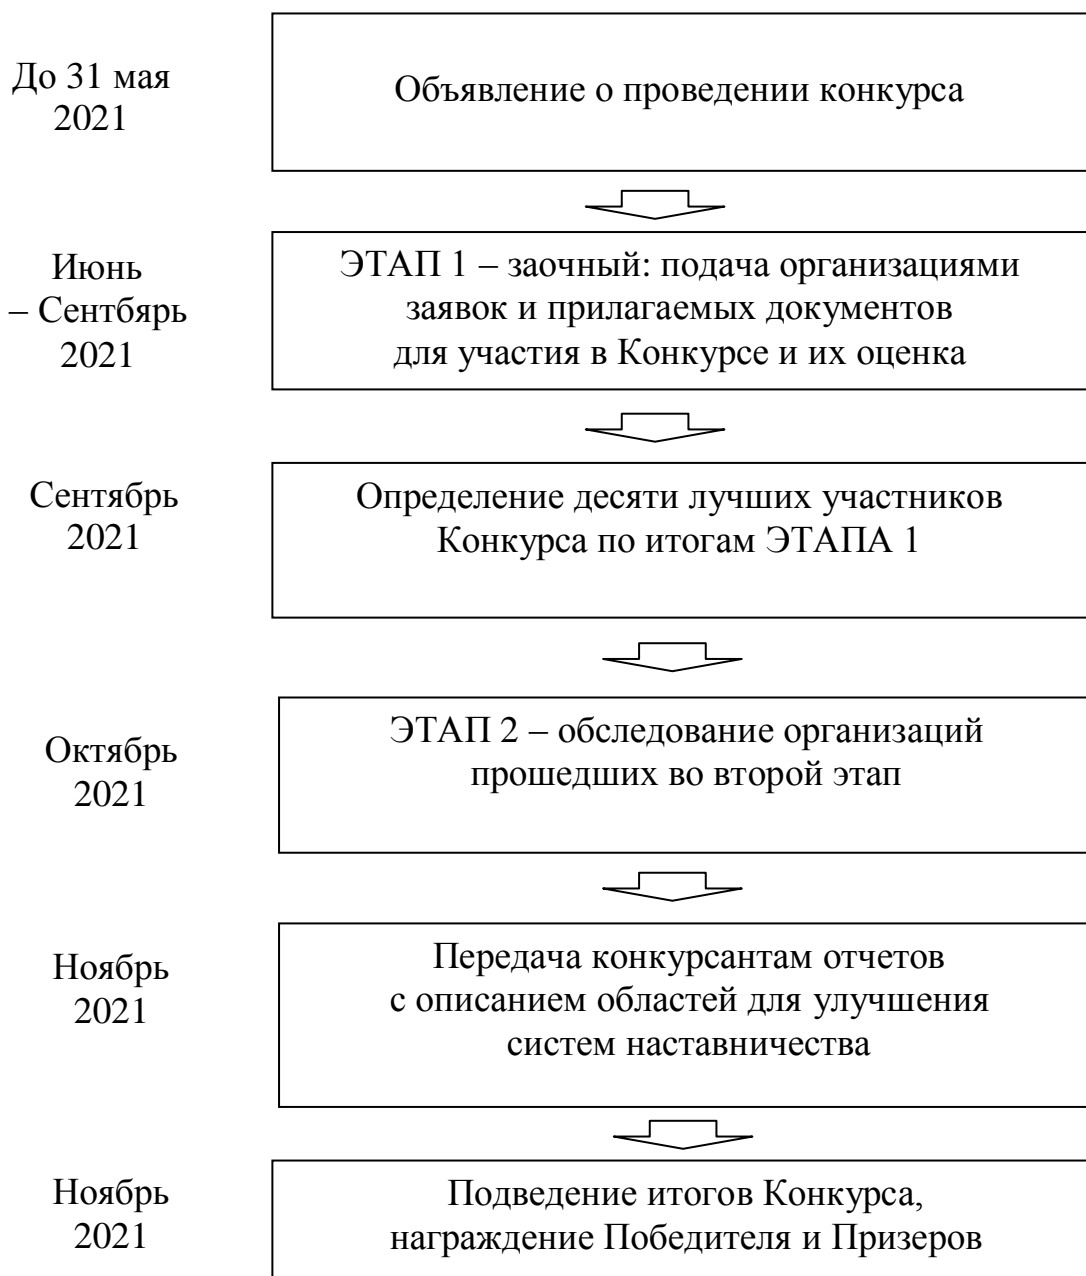 До 31 мая
2021
Объявление о проведении конкурса
Июнь
– Сентбярь
2021
ЭТАП 1 – заочный: подача организациями
заявок и прилагаемых документов
для участия в Конкурсе и их оценка
Сентябрь
2021
Определение десяти лучших участников
Конкурса по итогам ЭТАПА 1
Октябрь
2021
ЭТАП 2 – обследование организаций
прошедших во второй этап
Ноябрь
2021
Передача конкурсантам отчетов
с описанием областей для улучшения
систем наставничества
Ноябрь
2021
Подведение итогов Конкурса,
награждение Победителя и Призеров